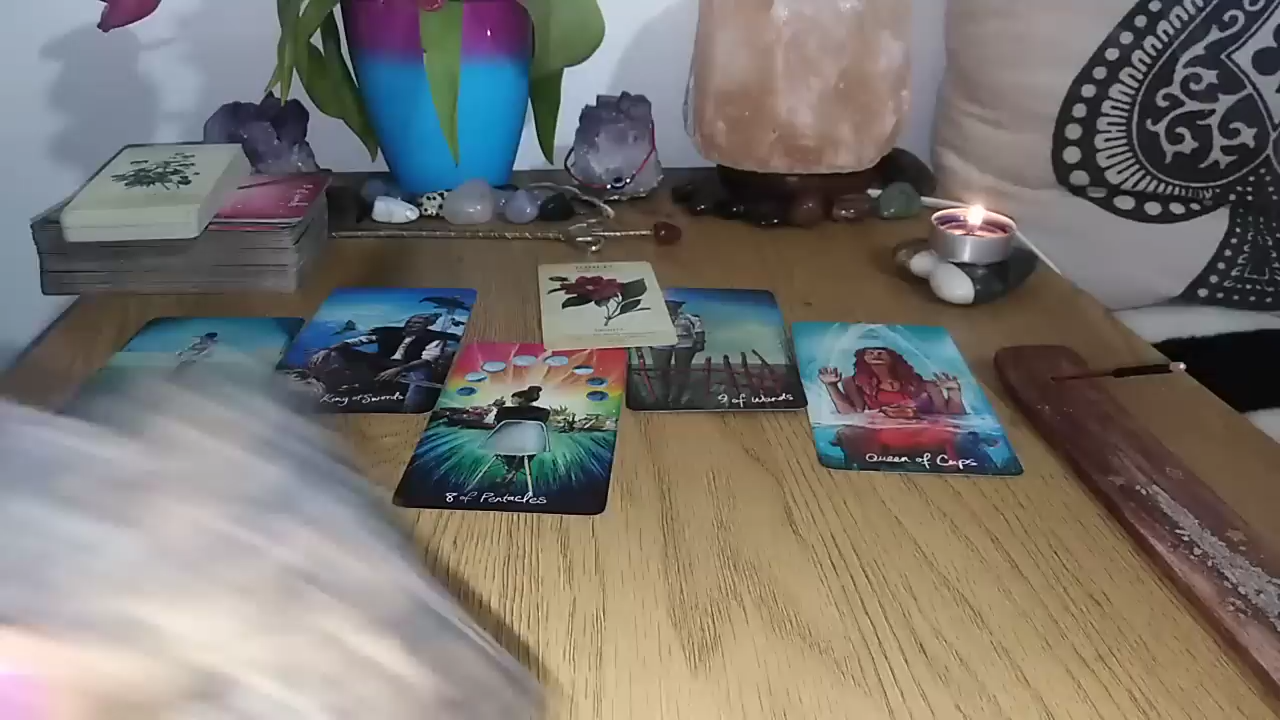 King of Swords
8 of Pentacles
9 of Wands
Queen of Cups